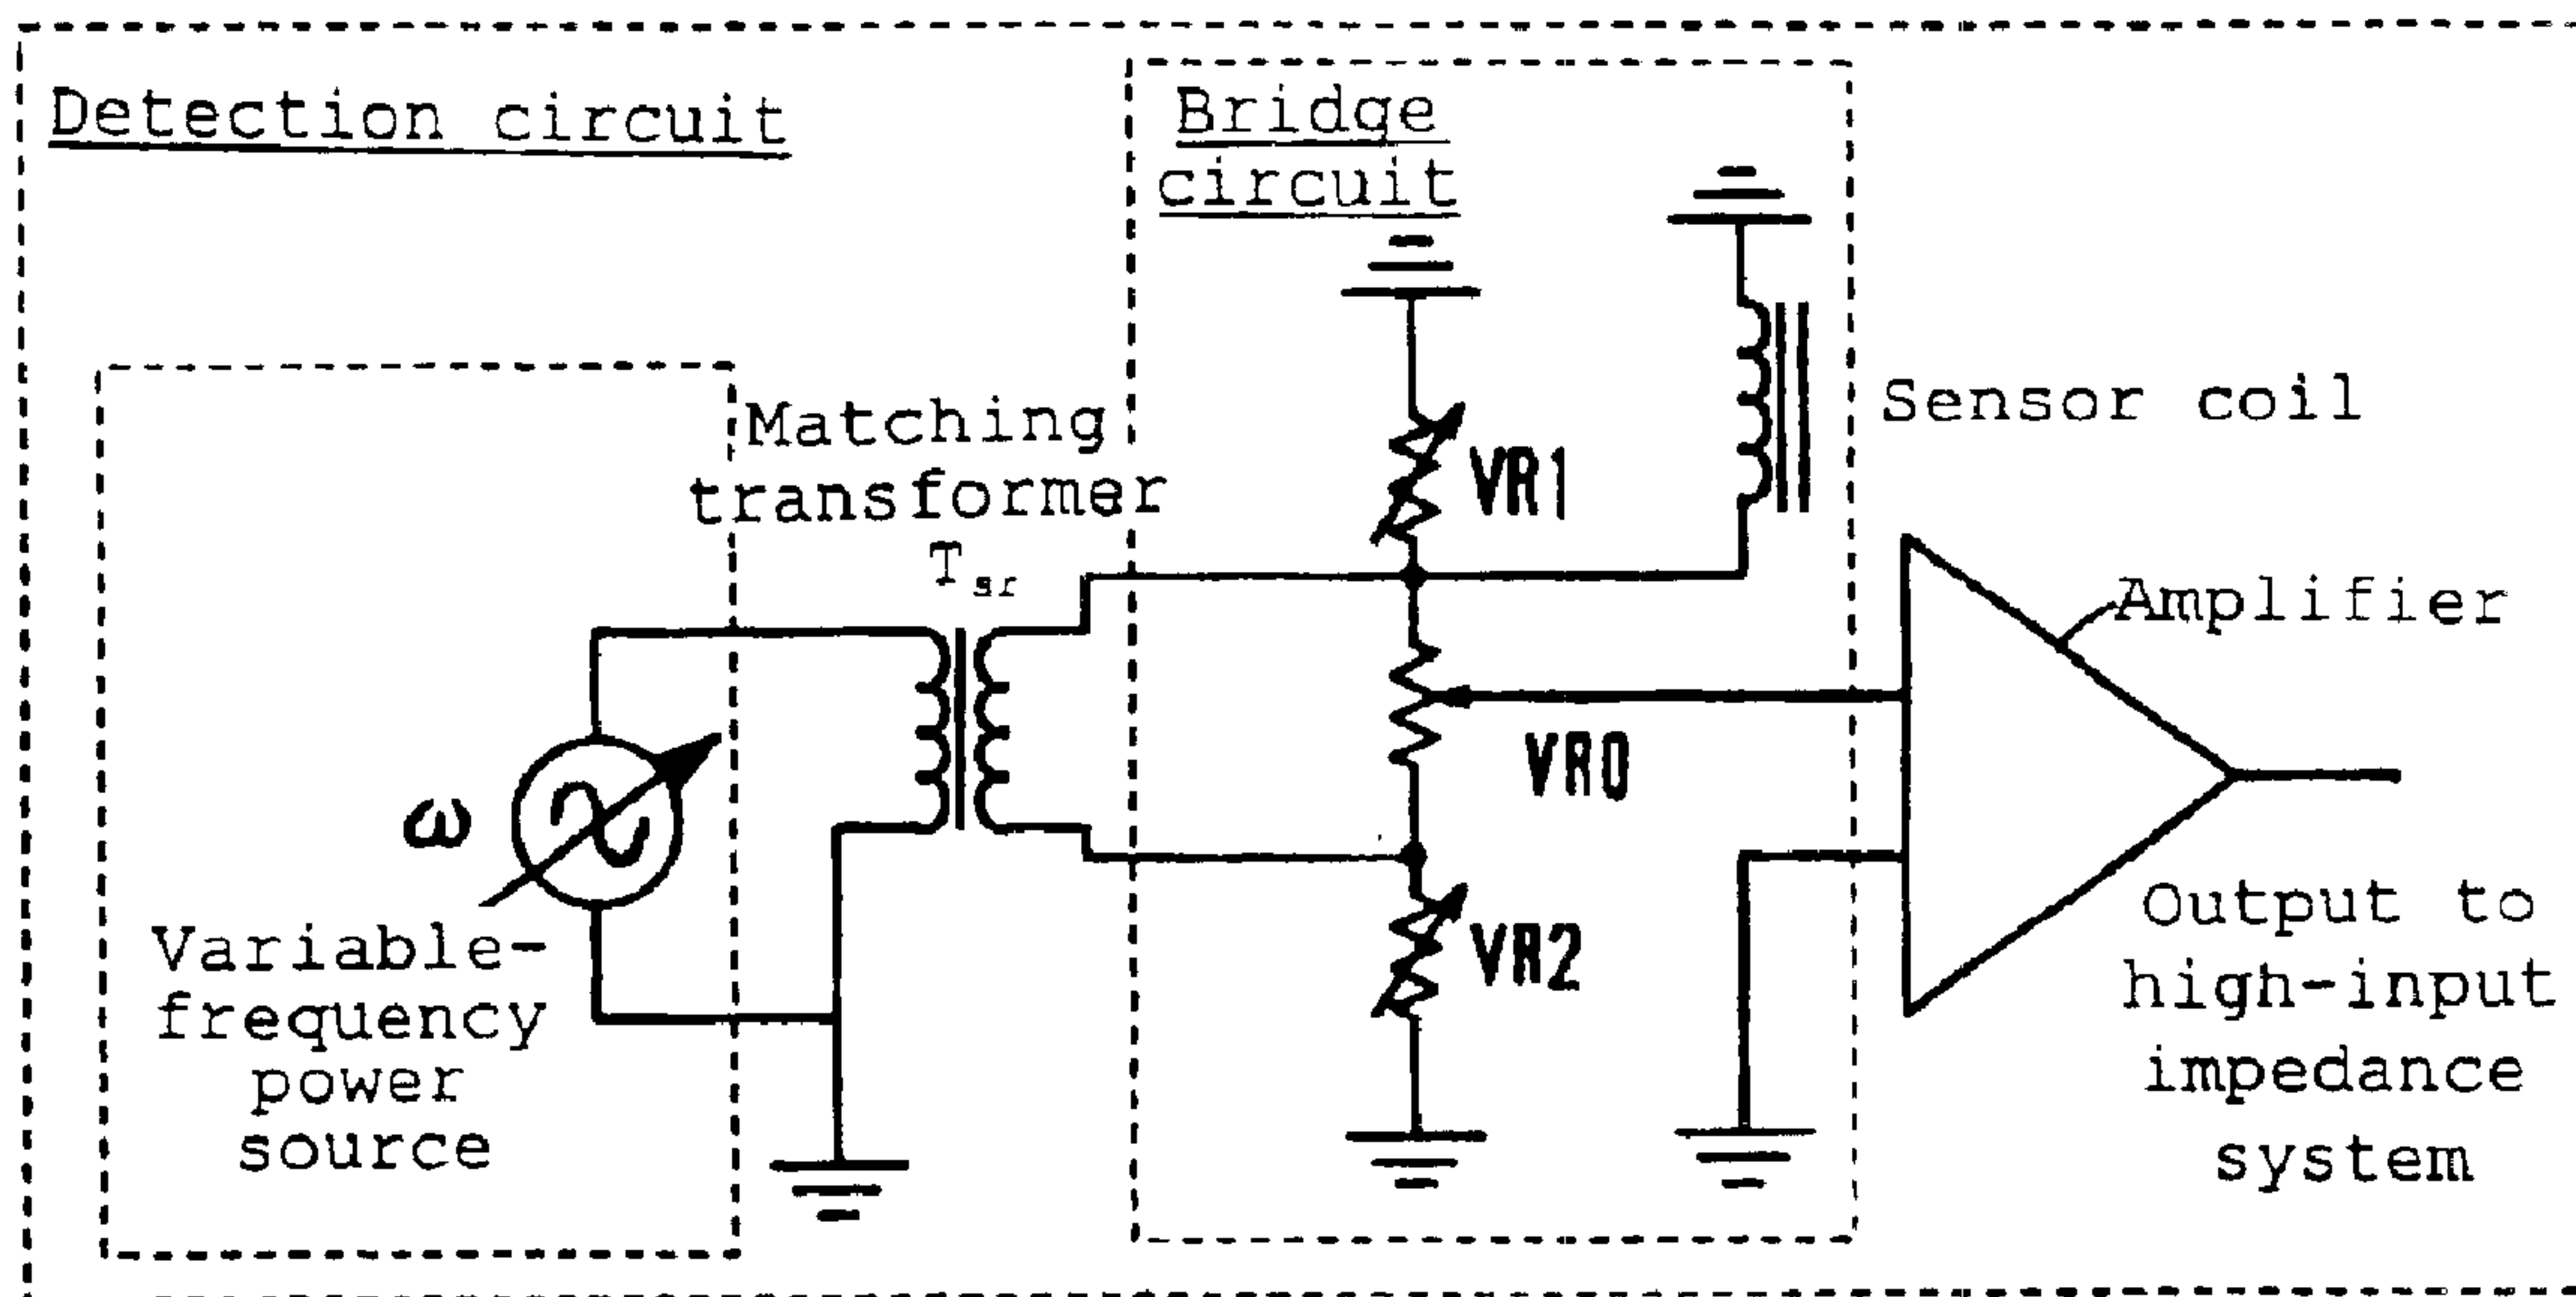 Detection circuit
Bridge
circuit
Matching
transformer
T_sr
VR1
Sensor coil
Amplifier
VR0
ω
Variable-
frequency
power
source
VR2
Output to
high-input
impedance
system